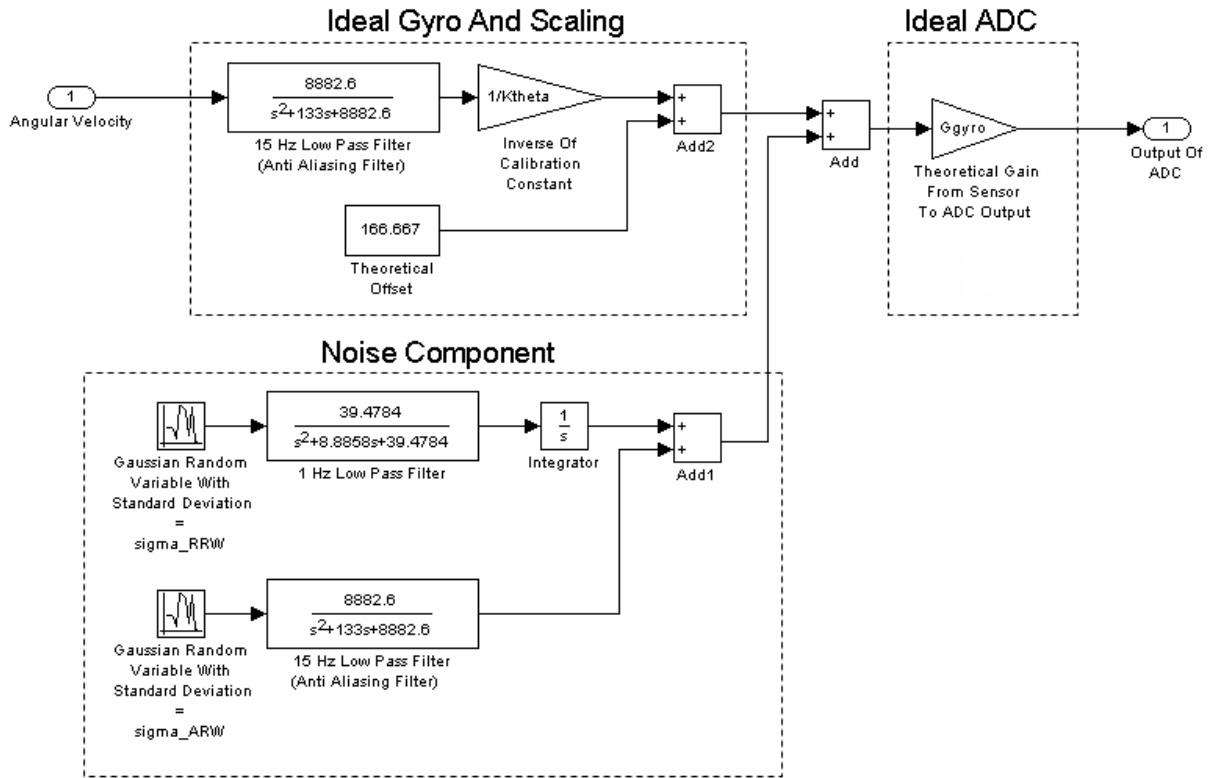 Ideal Gyro And Scaling
Ideal ADC
1
Angular Velocity
8882.6
s²+133s+8882.6
15 Hz Low Pass Filter
(Anti Aliasing Filter)
1/Ktheta
Inverse Of
Calibration
Constant
+
+
Add2
166.667
Theoretical
Offset
+
+
Add
Ggyro
Theoretical Gain
From Sensor
To ADC Output
1
Output Of
ADC
Noise Component
Gaussian Random
Variable With
Standard Deviation
=
sigma_RRW
39.4784
s²+8.8858s+39.4784
1 Hz Low Pass Filter
1
s
Integrator
+
+
Add1
Gaussian Random
Variable With
Standard Deviation
=
sigma_ARW
8882.6
s²+133s+8882.6
15 Hz Low Pass Filter
(Anti Aliasing Filter)